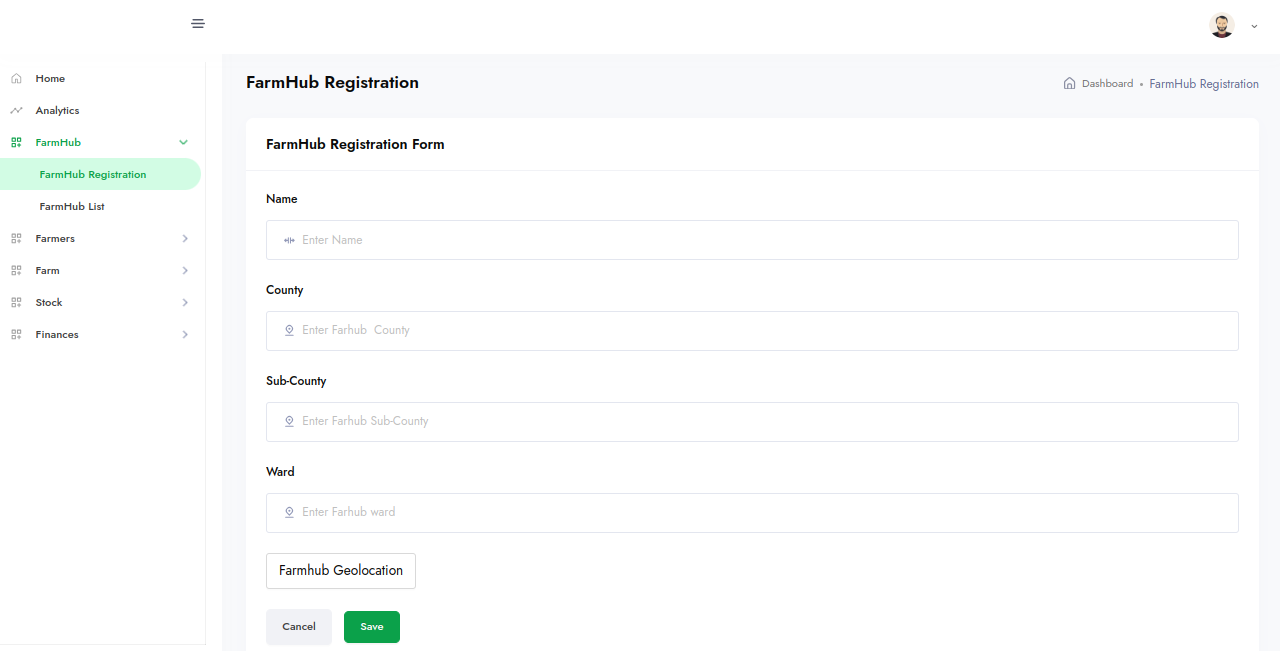 Home
Analytics
FarmHub
FarmHub Registration
FarmHub List
Farmers
Farm
Stock
Finances
FarmHub Registration
Dashboard • FarmHub Registration
FarmHub Registration Form
Name
Enter Name
County
Enter Farhub  County
Sub-County
Enter Farhub Sub-County
Ward
Enter Farhub ward
Farmhub Geolocation
Cancel Save